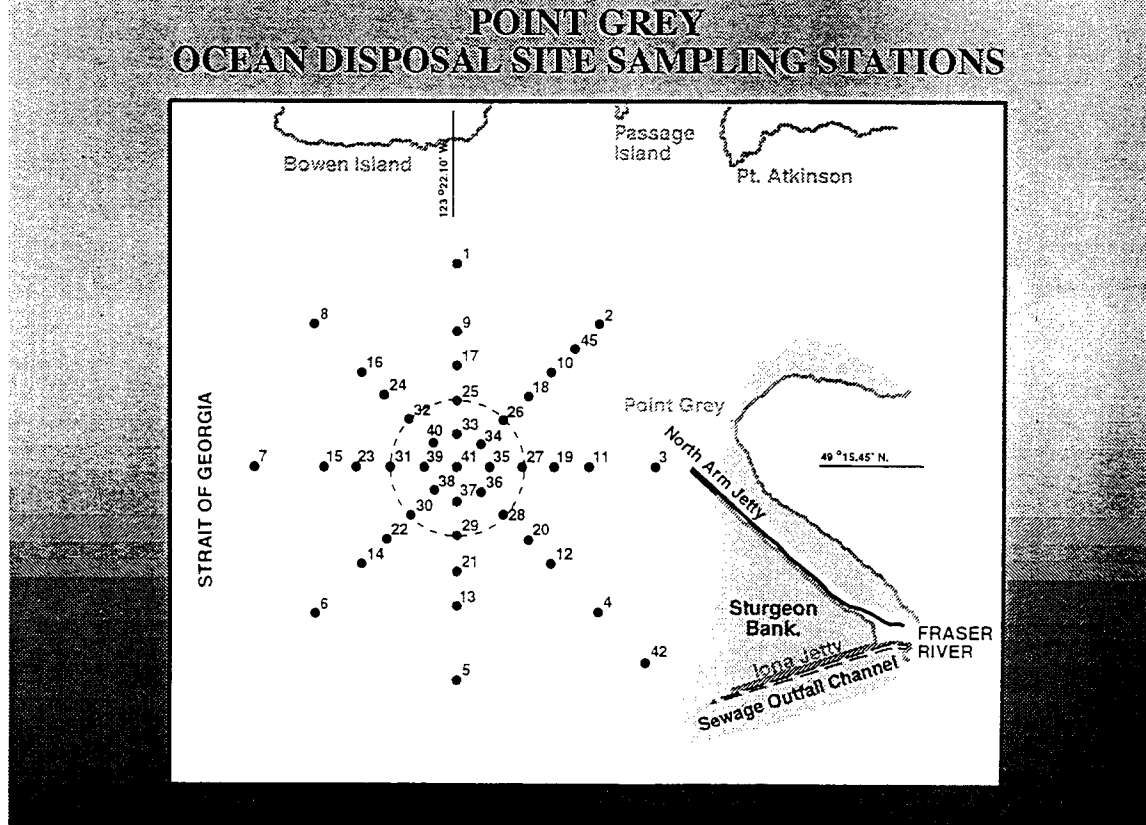 POINT GREY
OCEAN DISPOSAL SITE SAMPLING STATIONS
Bowen Island
123 º22.10' W.
Passage
Island
Pt. Atkinson
1
8
9
2
45
16
17
10
24
18
25
32
26
Point Grey
40
33
34
North Arm Jetty
STRAIT OF GEORGIA
7
15
23
31
39
41
35
27
19
11
3
49 º15.45' N.
38
37
36
30
28
22
29
20
14
21
12
6
13
4
Sturgeon
Bank.
FRASER
RIVER
42
Iona Jetty
5
Sewage Outfall Channel